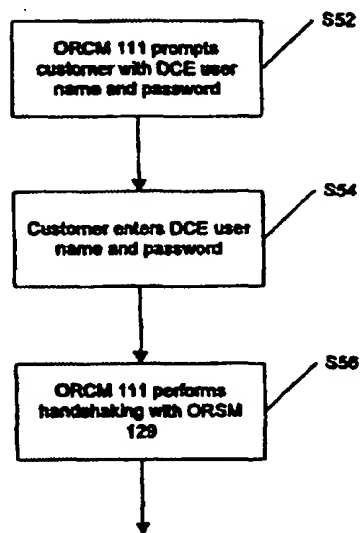 S52
ORCM 111 prompts
customer with DCE user
name and password
S54
Customer enters DCE user
name and password
S56
ORCM 111 performs
handshaking with ORSM
129